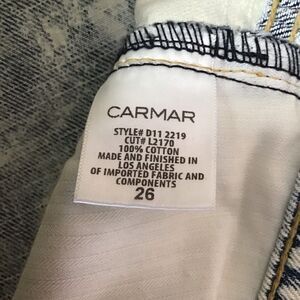 CARMAR
STYLE# D11 2219
CUT# L2170
100% COTTON
MADE AND FINISHED IN
LOS ANGELES
OF IMPORTED FABRIC AND
COMPONENTS
26